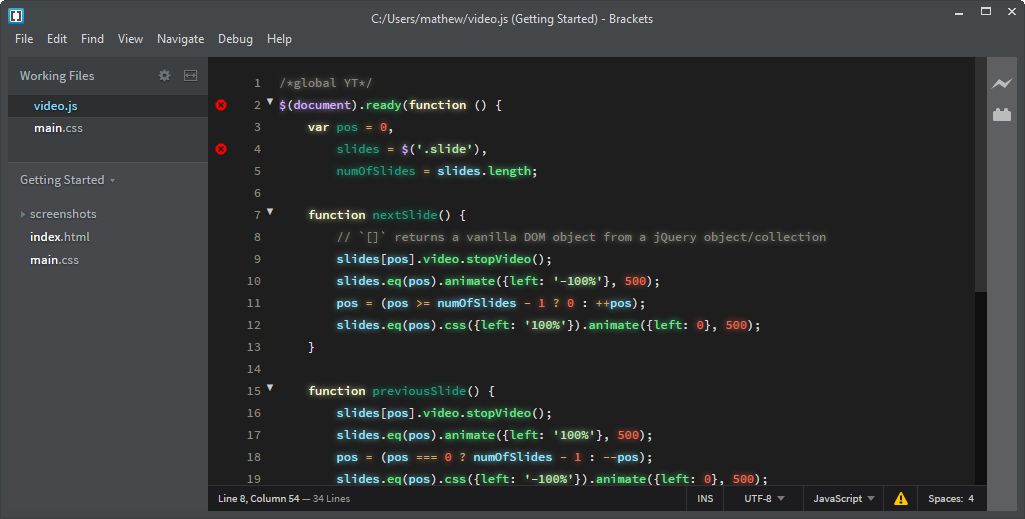 C:/Users/mathew/video.js (Getting Started) - Brackets
File Edit Find View Navigate Debug Help
Working Files
video.js
main.css
Getting Started
screenshots
index.html
main.css
1 /*global YT*/
2 $(document).ready(function () {
3 var pos = 0,
4 slides = $('.slide'),
5 numOfSlides = slides.length;
6
7 function nextSlide() {
8 // `[]` returns a vanilla DOM object from a jQuery object/collection
9 slides[pos].video.stopVideo();
10 slides.eq(pos).animate({left: '-100%'}, 500);
11 pos = (pos >= numOfSlides - 1 ? 0 : ++pos);
12 slides.eq(pos).css({left: '100%'}).animate({left: 0}, 500);
13 }
14
15 function previousSlide() {
16 slides[pos].video.stopVideo();
17 slides.eq(pos).animate({left: '100%'}, 500);
18 pos = (pos === 0 ? numOfSlides - 1 : --pos);
19 slides.eq(pos).css({left: '-100%'}).animate({left: 0}, 500);
Line 8, Column 54 — 34 Lines INS UTF-8 JavaScript Spaces: 4